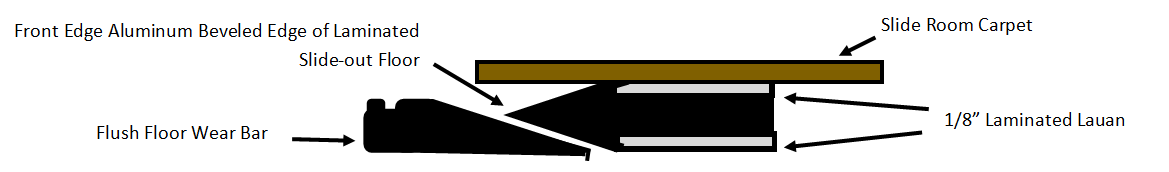 Front Edge Aluminum Beveled Edge of Laminated
Slide-out Floor
Slide Room Carpet
Flush Floor Wear Bar
1/8” Laminated Lauan